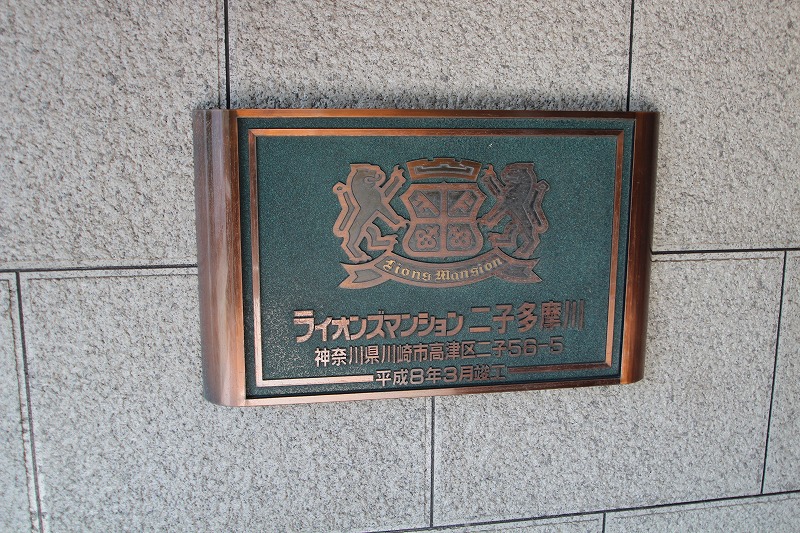 Lions Mansion
ライオンズマンション 二子多摩川
神奈川県川崎市高津区二子56-5
平成8年3月竣工